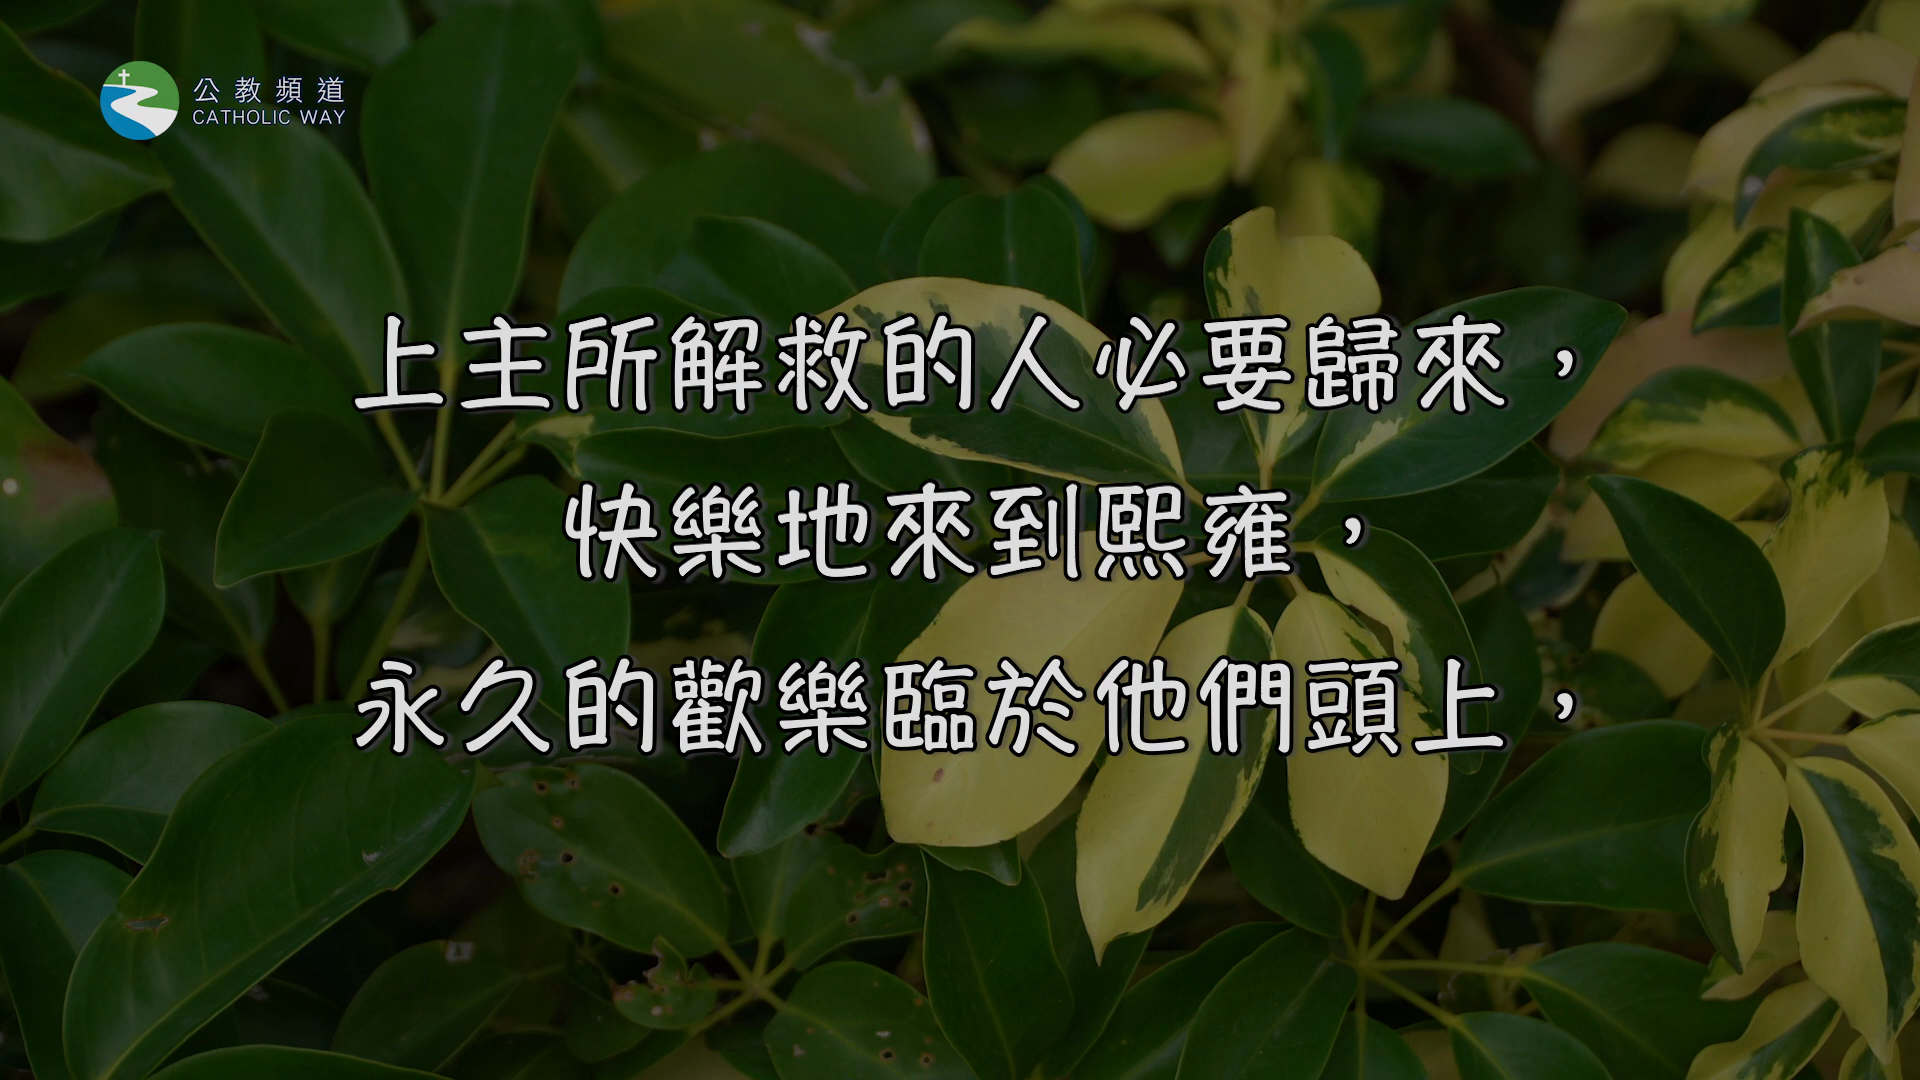 公教頻道
CATHOLIC WAY
上主所解救的人必要歸來，
快樂地來到熙雍，
永久的歡樂臨於他們頭上，